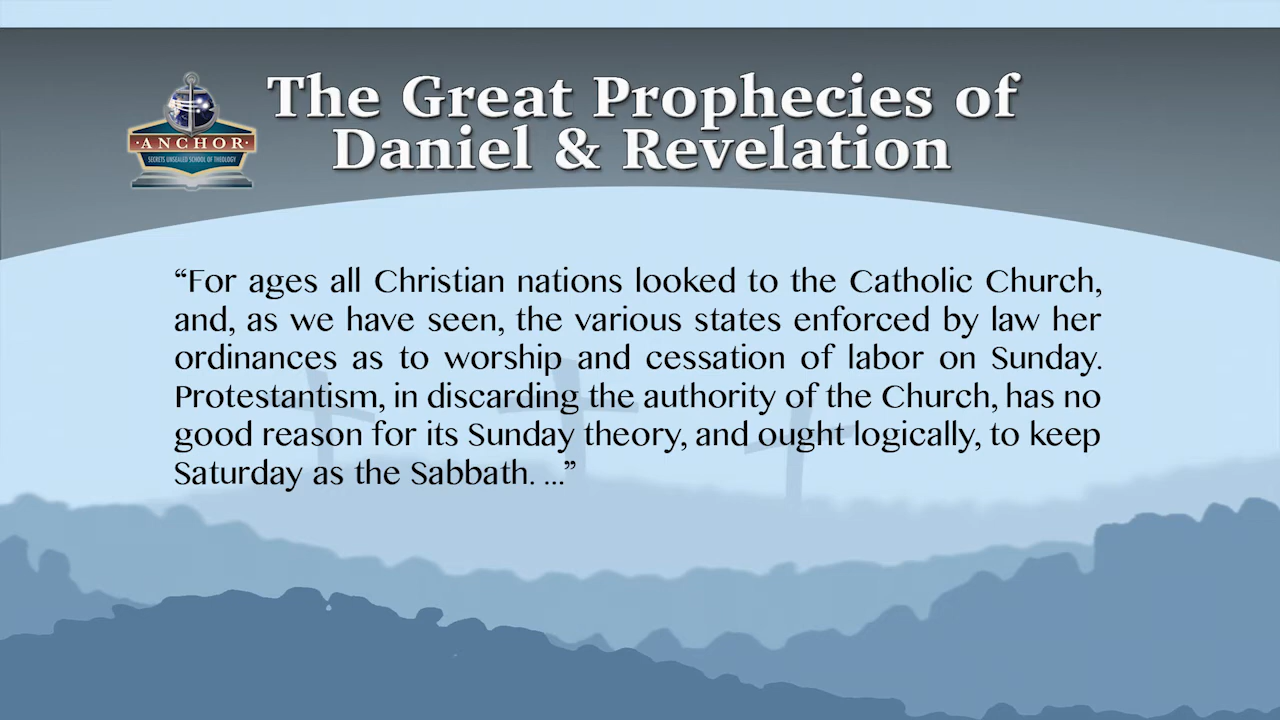 The Great Prophecies of
Daniel & Revelation
·ANCHOR·
SECRETS UNSEALED SCHOOL OF THEOLOGY
“For ages all Christian nations looked to the Catholic Church,
and, as we have seen, the various states enforced by law her
ordinances as to worship and cessation of labor on Sunday.
Protestantism, in discarding the authority of the Church, has no
good reason for its Sunday theory, and ought logically, to keep
Saturday as the Sabbath. ...”